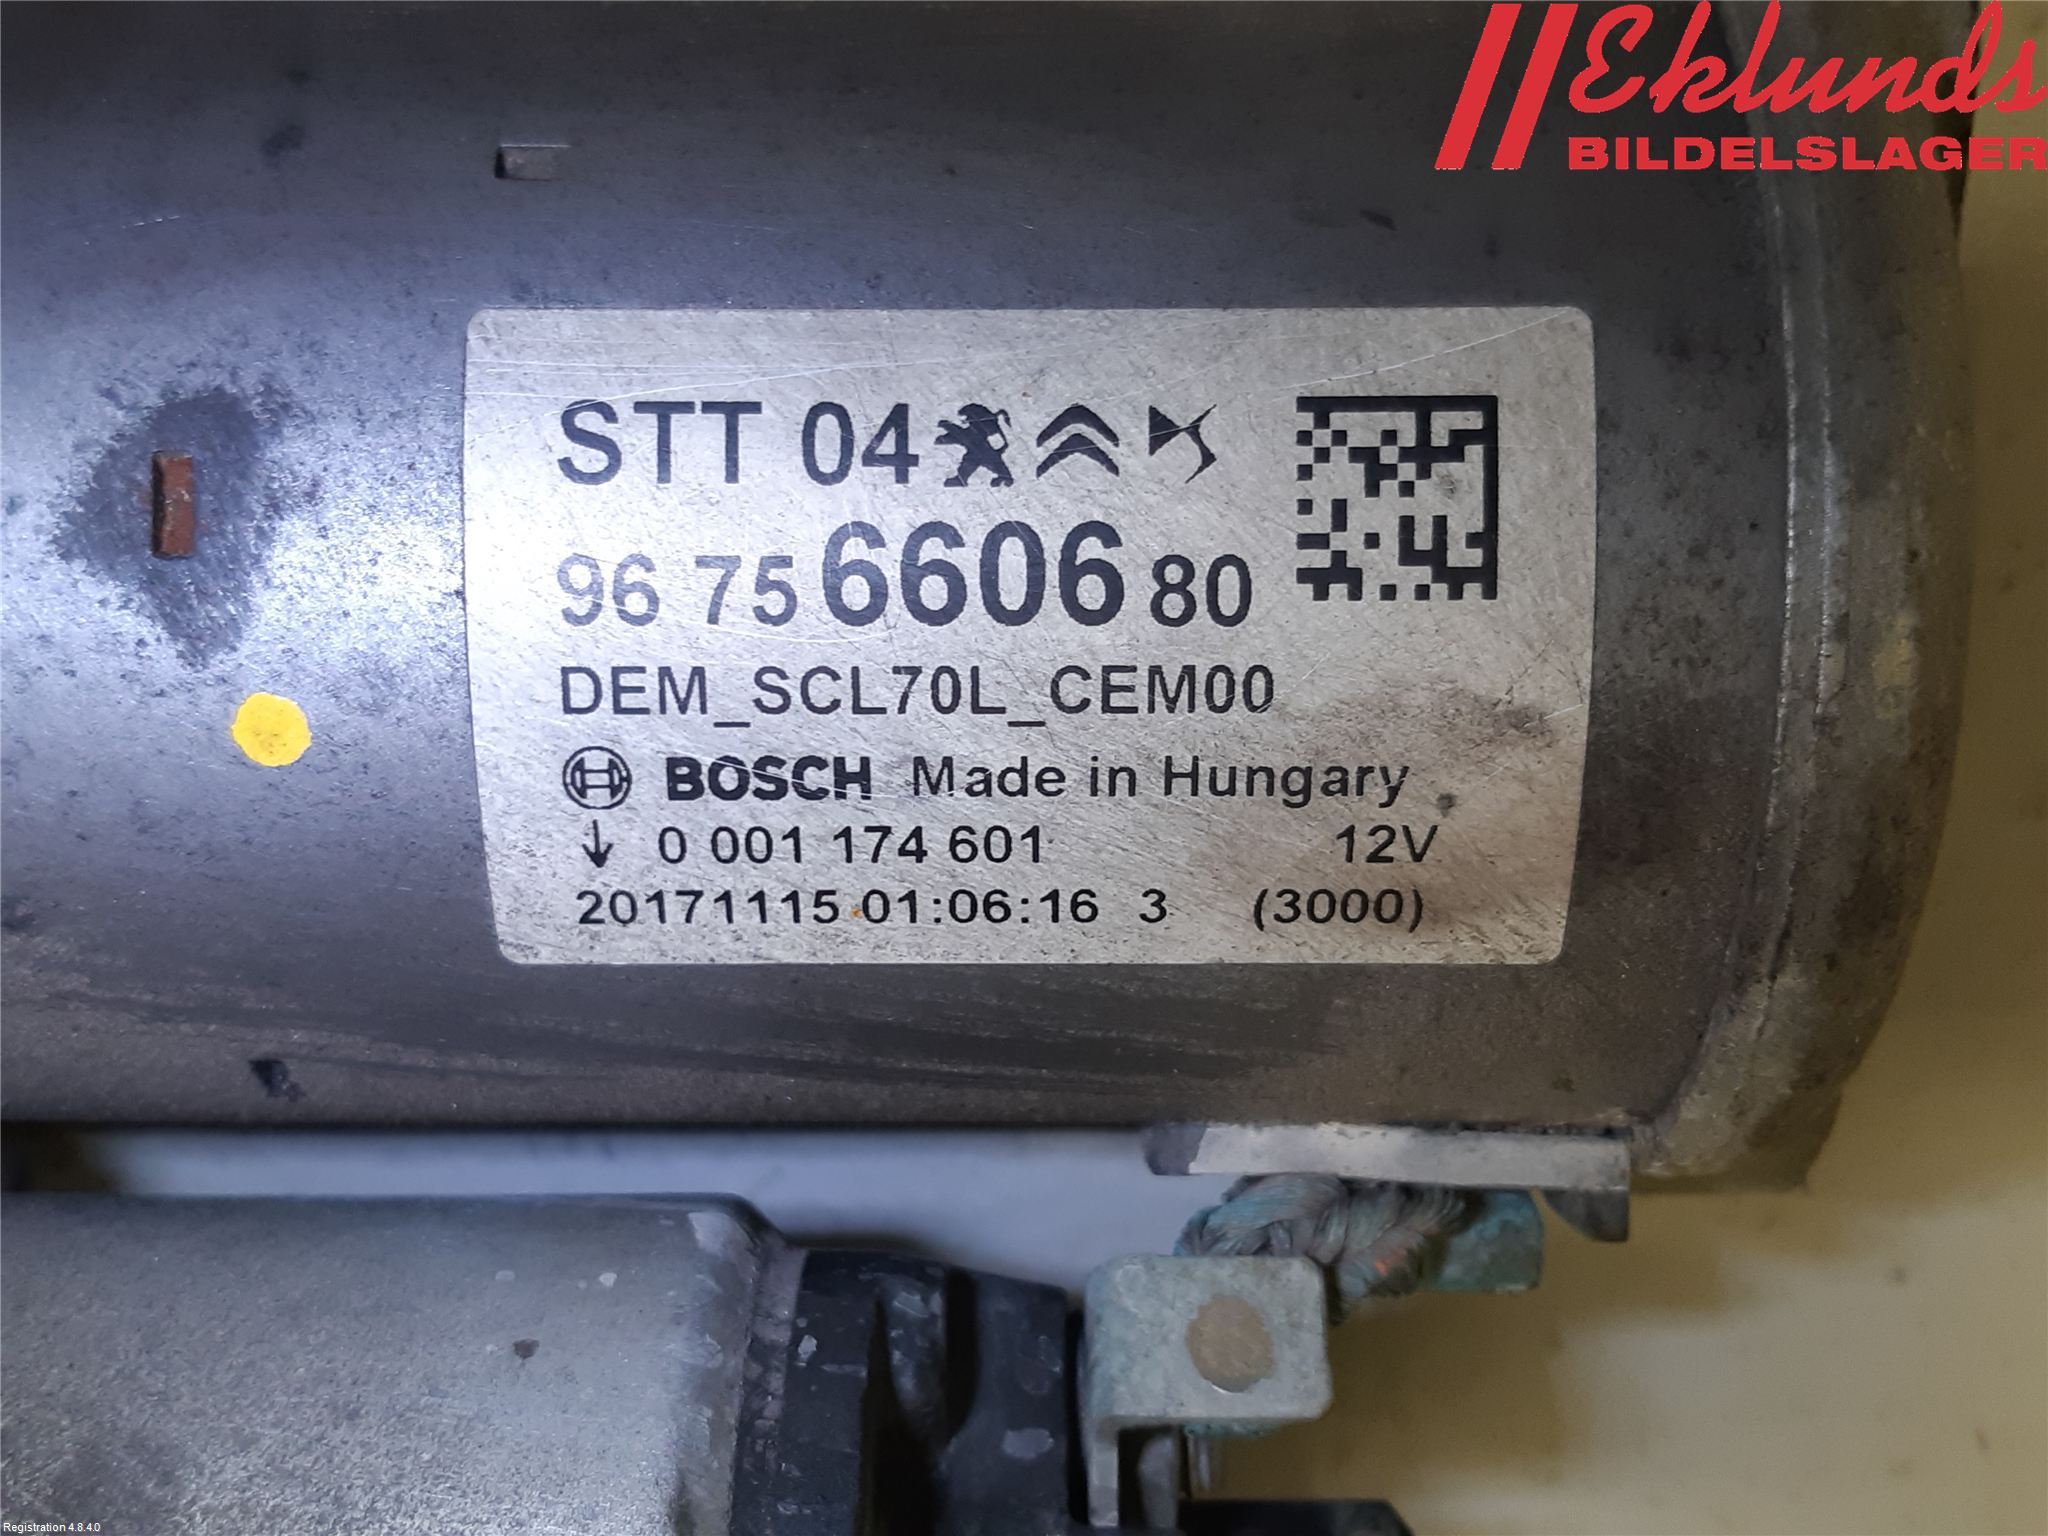 Eklunds
BILDELSLAGER
STT 04
96 75 6606 80
DEM_SCL70L_CEM00
BOSCH Made in Hungary
↓ 0 001 174 601 12V
20171115 01:06:16 3 (3000)
Registration 4.8.4.0